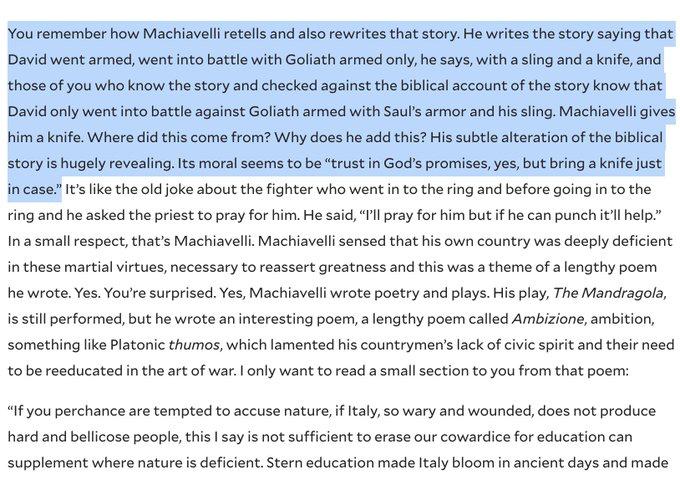 You remember how Machiavelli retells and also rewrites that story. He writes the story saying that
David went armed, went into battle with Goliath armed only, he says, with a sling and a knife, and
those of you who know the story and checked against the biblical account of the story know that
David only went into battle against Goliath armed with Saul’s armor and his sling. Machiavelli gives
him a knife. Where did this come from? Why does he add this? His subtle alteration of the biblical
story is hugely revealing. Its moral seems to be “trust in God’s promises, yes, but bring a knife just
in case.” It’s like the old joke about the fighter who went in to the ring and before going in to the
ring and he asked the priest to pray for him. He said, “I’ll pray for him but if he can punch it’ll help.”
In a small respect, that’s Machiavelli. Machiavelli sensed that his own country was deeply deficient
in these martial virtues, necessary to reassert greatness and this was a theme of a lengthy poem
he wrote. Yes. You’re surprised. Yes, Machiavelli wrote poetry and plays. His play, The Mandragola,
is still performed, but he wrote an interesting poem, a lengthy poem called Ambizione, ambition,
something like Platonic thumos, which lamented his countrymen’s lack of civic spirit and their need
to be reeducated in the art of war. I only want to read a small section to you from that poem:
“If you perchance are tempted to accuse nature, if Italy, so wary and wounded, does not produce
hard and bellicose people, this I say is not sufficient to erase our cowardice for education can
supplement where nature is deficient. Stern education made Italy bloom in ancient days and made